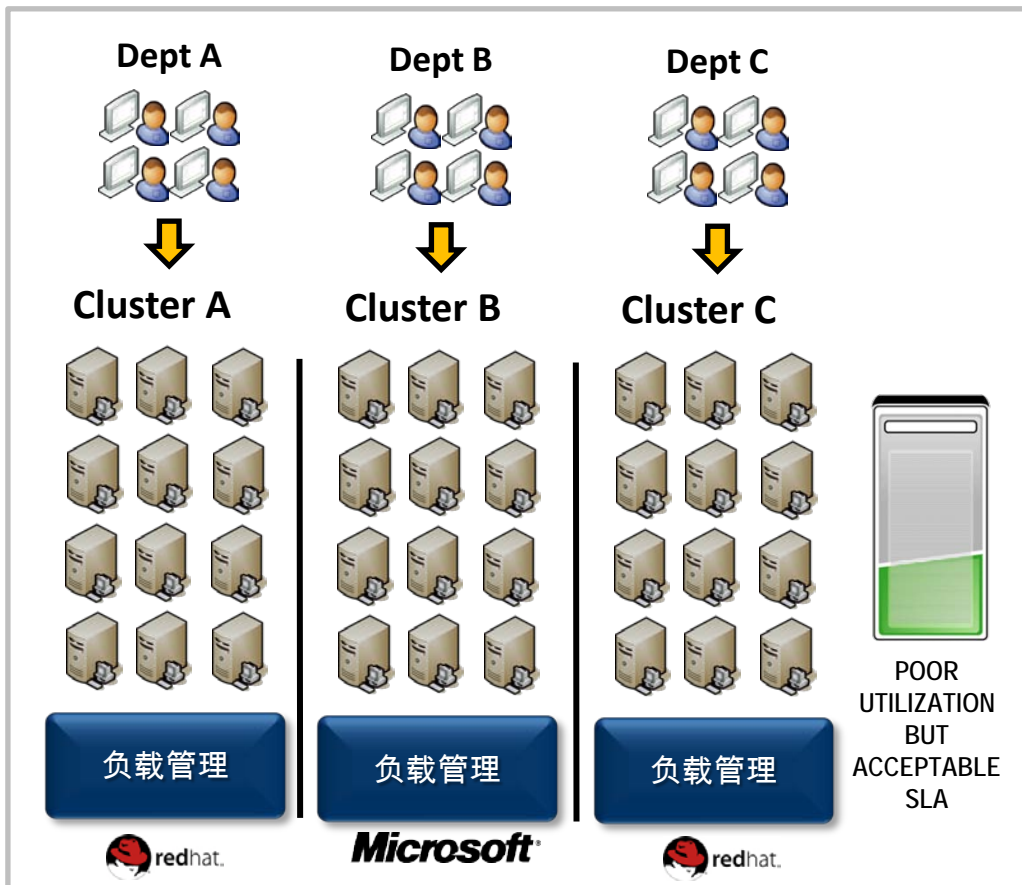 Dept A
Dept B
Dept C
Cluster A
Cluster B
Cluster C
负载管理
负载管理
负载管理
redhat.
Microsoft
redhat.
POOR
UTILIZATION
BUT
ACCEPTABLE
SLA